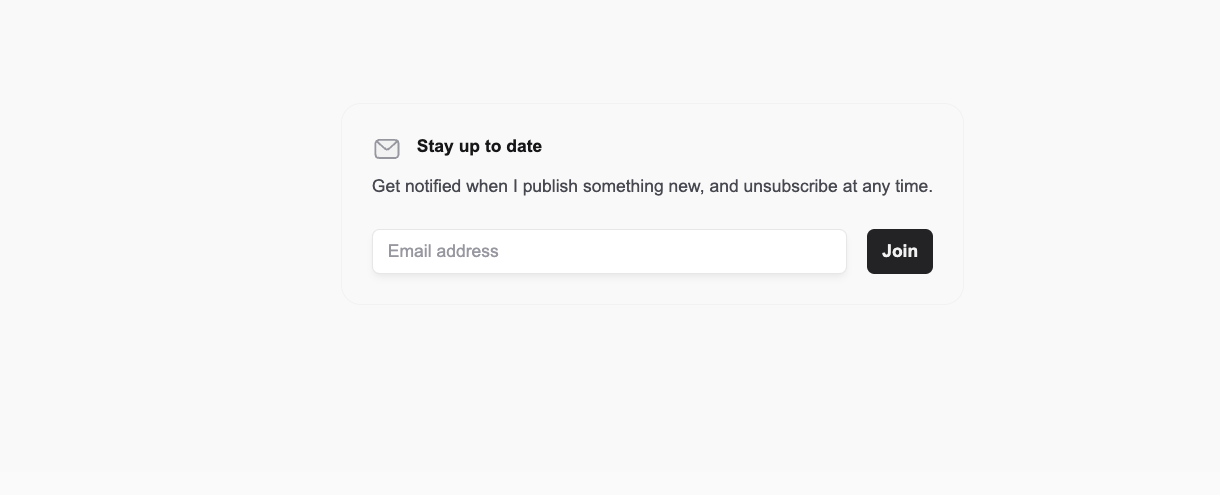 Stay up to date
Get notified when I publish something new, and unsubscribe at any time.
Email address
Join